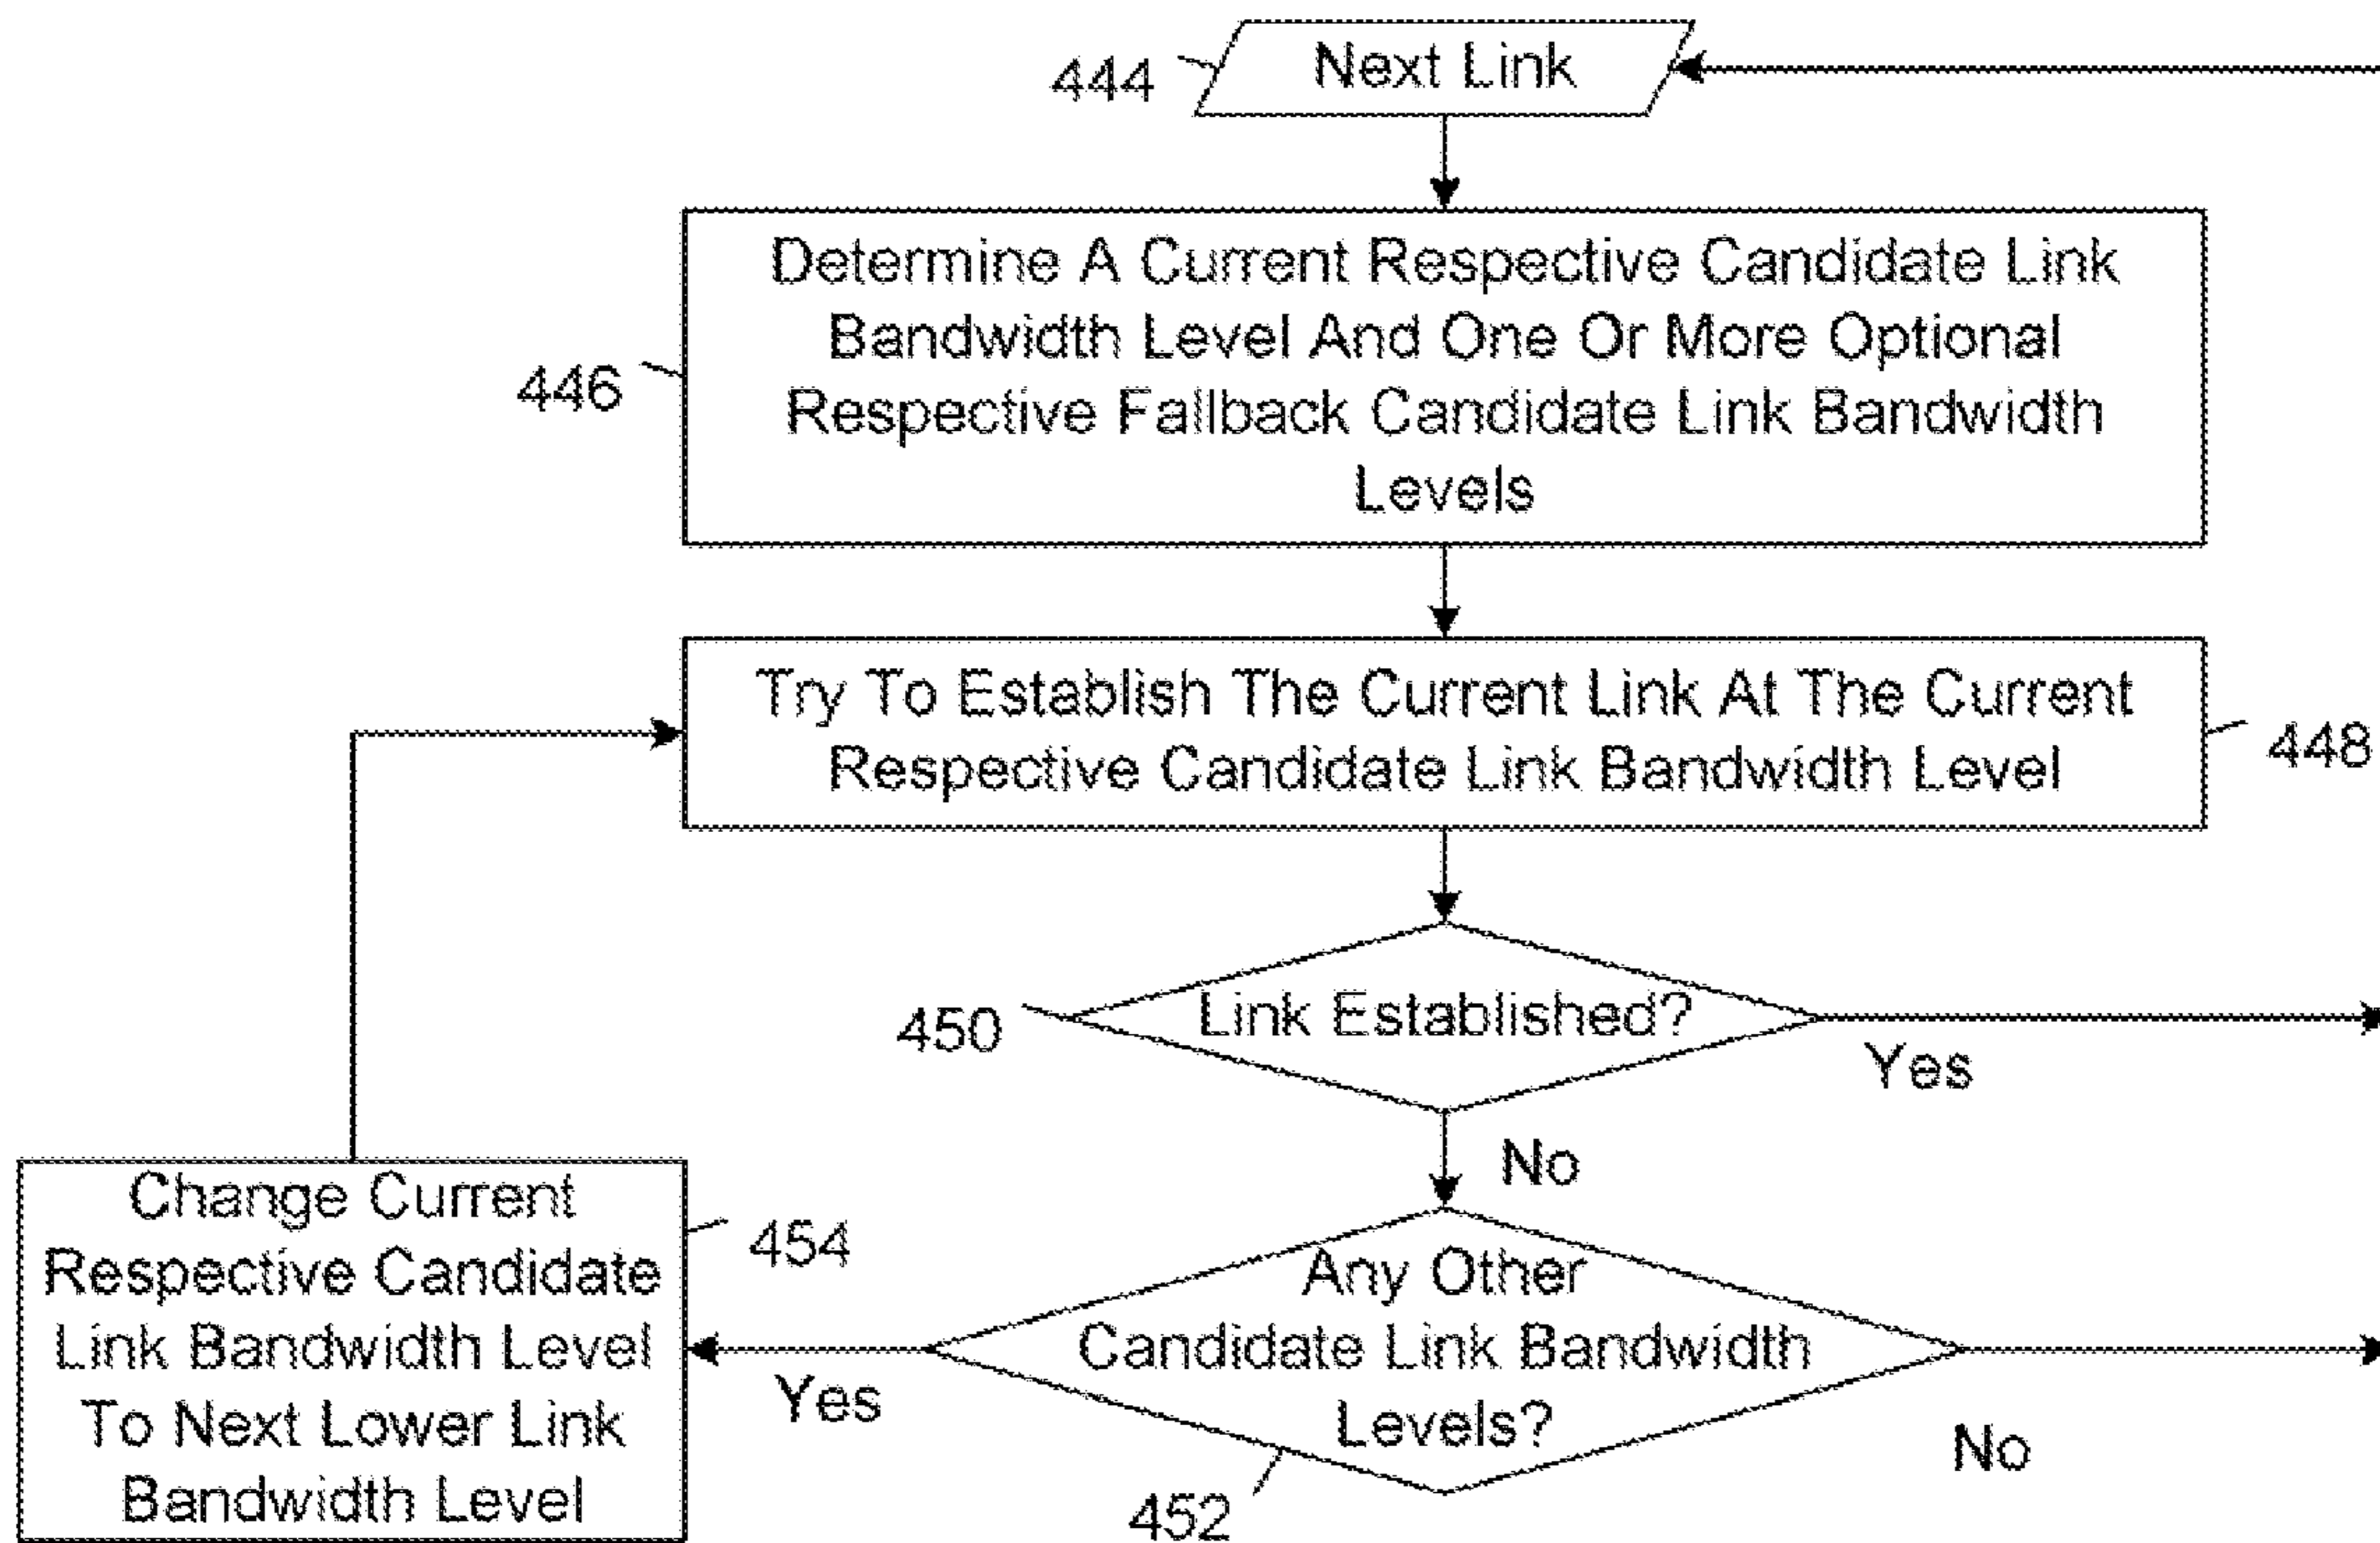 444
Next Link
446
Determine A Current Respective Candidate Link
Bandwidth Level And One Or More Optional
Respective Fallback Candidate Link Bandwidth
Levels
Try To Establish The Current Link At The Current
Respective Candidate Link Bandwidth Level
448
450
Link Established?
Yes
No
Change Current
Respective Candidate
Link Bandwidth Level
To Next Lower Link
Bandwidth Level
454
Yes
Any Other
Candidate Link Bandwidth
Levels?
No
452